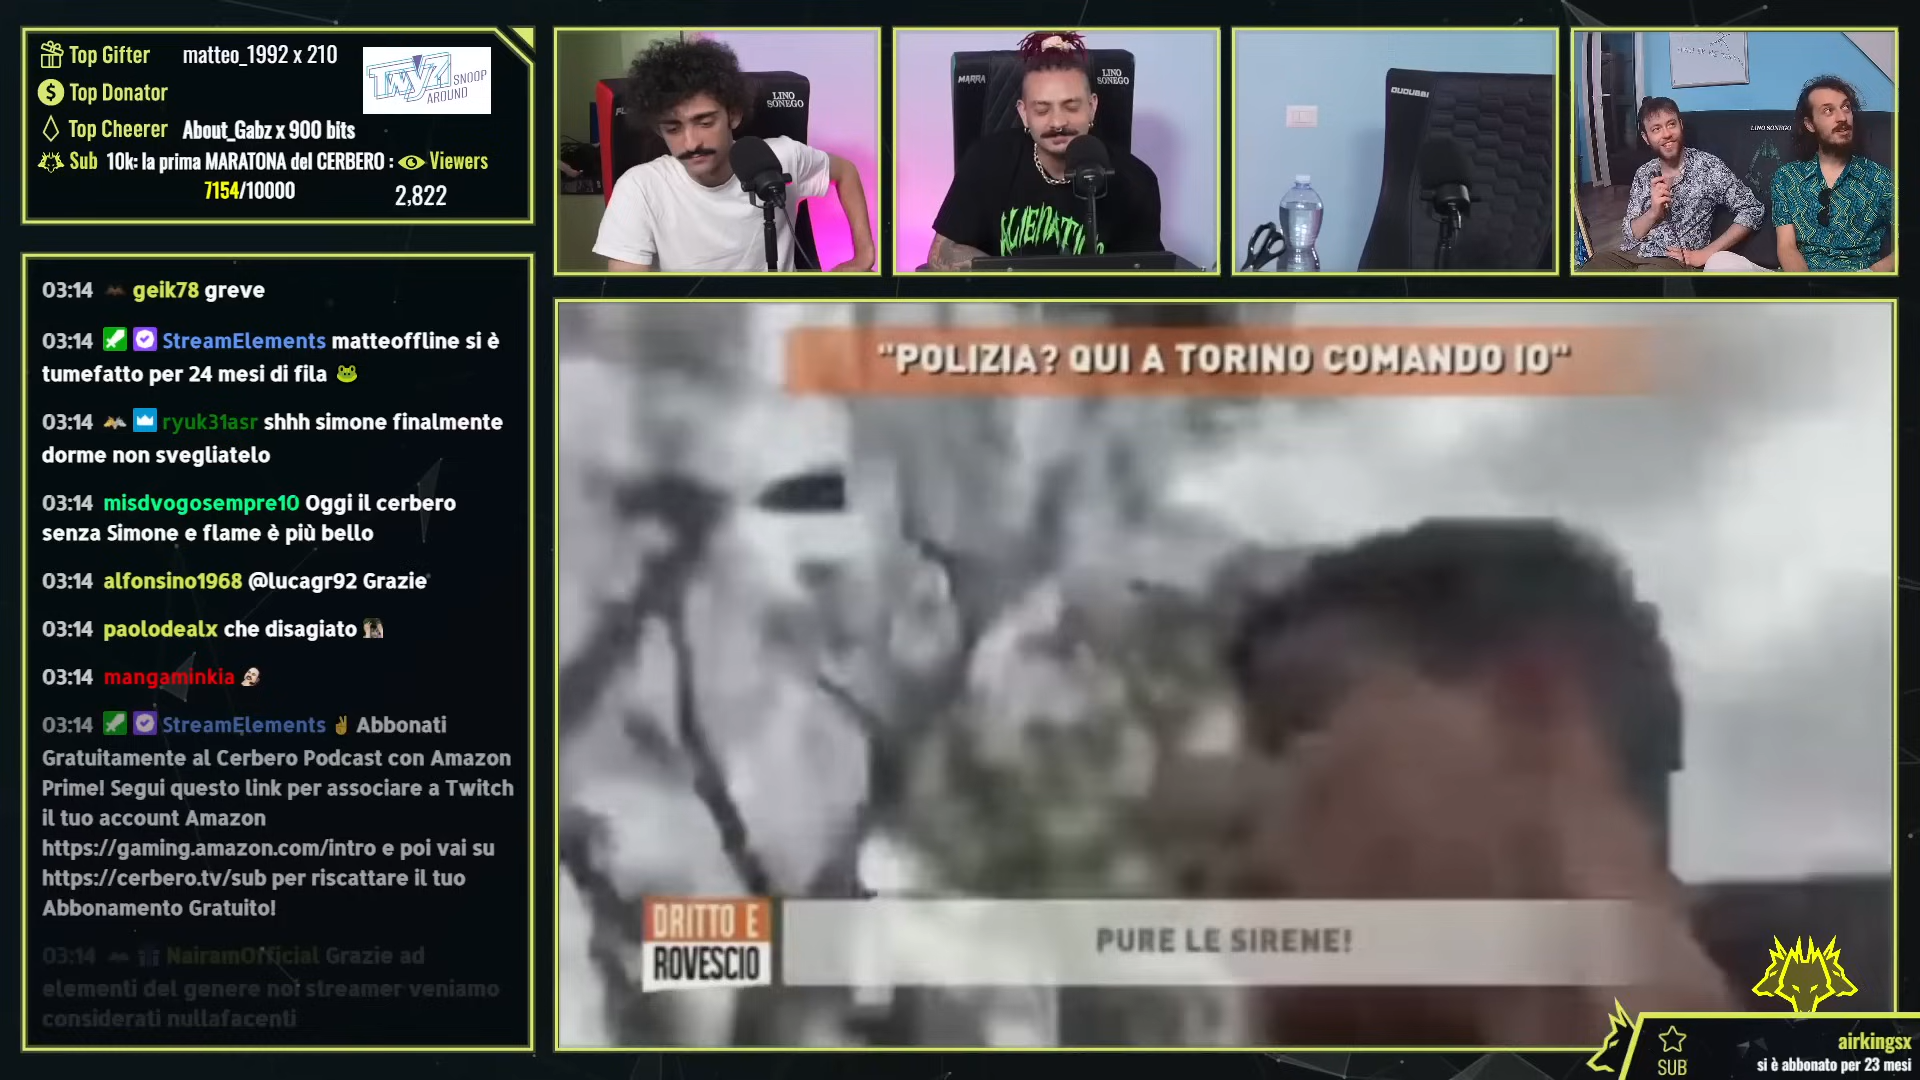 Top Gifter matteo_1992 x 210
Top Donator
Top Cheerer About_Gabz x 900 bits
Sub 10k: la prima MARATONA del CERBERO : Viewers
7154/10000 2,822
TWYZ SNOOP
AROUND
LINO
SONEGO
MARRA
LINO
SONEGO
ALIENATI
DUDUBBI
LINO SONEGO
03:14 geik78 greve
03:14 StreamElements matteoffline si è
tumefatto per 24 mesi di fila
03:14 ryuk31asr shhh simone finalmente
dorme non svegliatelo
03:14 misdvogosempre10 Oggi il cerbero
senza Simone e flame è più bello
03:14 alfonsino1968 @lucagr92 Grazie
03:14 paolodealx che disagiato
03:14 mangaminkia
03:14 StreamElements ✌ Abbonati
Gratuitamente al Cerbero Podcast con Amazon
Prime! Segui questo link per associare a Twitch
il tuo account Amazon
https://gaming.amazon.com/intro e poi vai su
https://cerbero.tv/sub per riscattare il tuo
Abbonamento Gratuito!
03:14 NairamOfficial Grazie ad
elementi del genere noi streamer veniamo
considerati nullafacenti
"POLIZIA? QUI A TORINO COMANDO IO"
DRITTO E
ROVESCIO
PURE LE SIRENE!
SUB
airkingsx
si è abbonato per 23 mesi